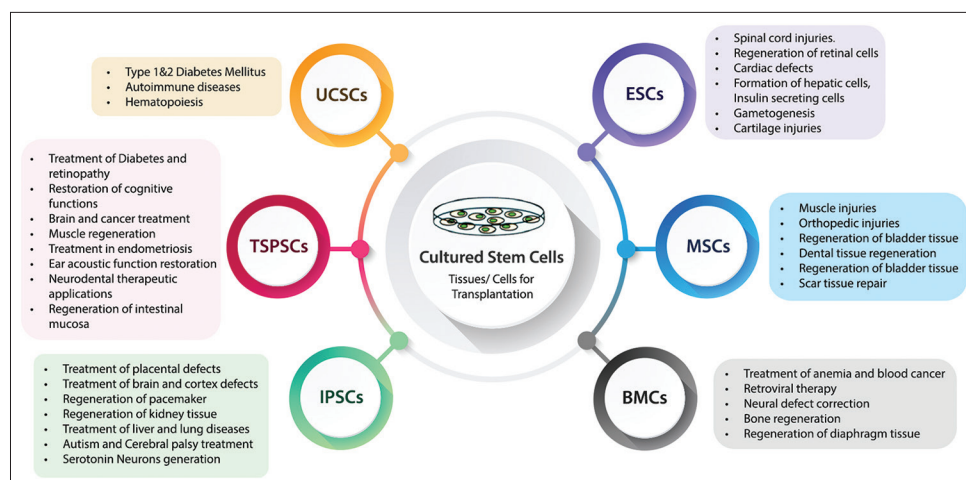 UCSCs
• Type 1&2 Diabetes Mellitus
• Autoimmune diseases
• Hematopoiesis
TSPSCs
• Treatment of Diabetes and
retinopathy
• Restoration of cognitive
functions
• Brain and cancer treatment
• Muscle regeneration
• Treatment in endometriosis
• Ear acoustic function restoration
• Neurodental therapeutic
applications
• Regeneration of intestinal
mucosa
IPSCs
• Treatment of placental defects
• Treatment of brain and cortex defects
• Regeneration of pacemaker
• Regeneration of kidney tissue
• Treatment of liver and lung diseases
• Autism and Cerebral palsy treatment
• Serotonin Neurons generation
Cultured Stem Cells
Tissues/ Cells for
Transplantation
ESCs
• Spinal cord injuries.
• Regeneration of retinal cells
• Cardiac defects
• Formation of hepatic cells,
Insulin secreting cells
• Gametogenesis
• Cartilage injuries
MSCs
• Muscle injuries
• Orthopedic injuries
• Regeneration of bladder tissue
• Dental tissue regeneration
• Regeneration of bladder tissue
• Scar tissue repair
BMCs
• Treatment of anemia and blood cancer
• Retroviral therapy
• Neural defect correction
• Bone regeneration
• Regeneration of diaphragm tissue